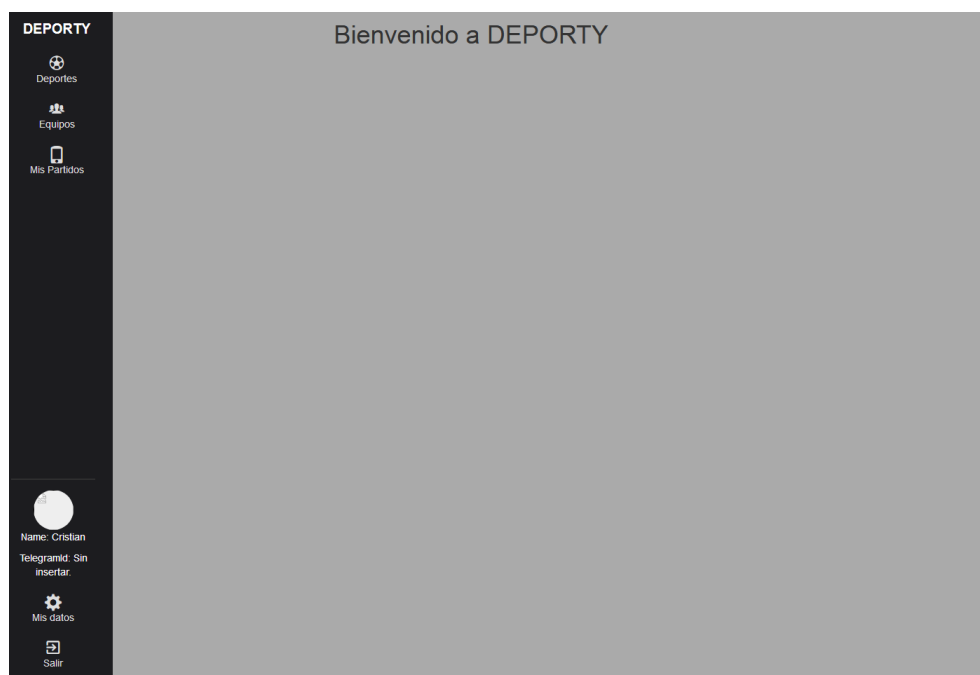 DEPORTY
Bienvenido a DEPORTY
Deportes
Equipos
Mis Partidos
Name: Cristian
TelegramId: Sin
insertar.
Mis datos
Salir